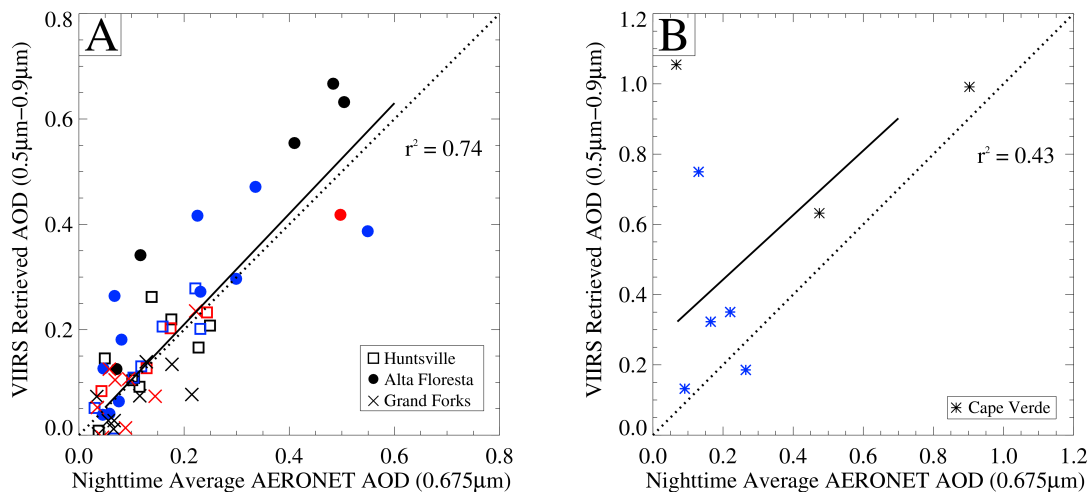 A
0.8
0.6
0.4
0.2
0.0
VIIRS Retrieved AOD (0.5μm−0.9μm)
r² = 0.74
Huntsville
Alta Floresta
Grand Forks
0.0 0.2 0.4 0.6 0.8
Nighttime Average AERONET AOD (0.675μm)
B
1.2
1.0
0.8
0.6
0.4
0.2
0.0
VIIRS Retrieved AOD (0.5μm−0.9μm)
r² = 0.43
Cape Verde
0.0 0.2 0.4 0.6 0.8 1.0 1.2
Nighttime Average AERONET AOD (0.675μm)